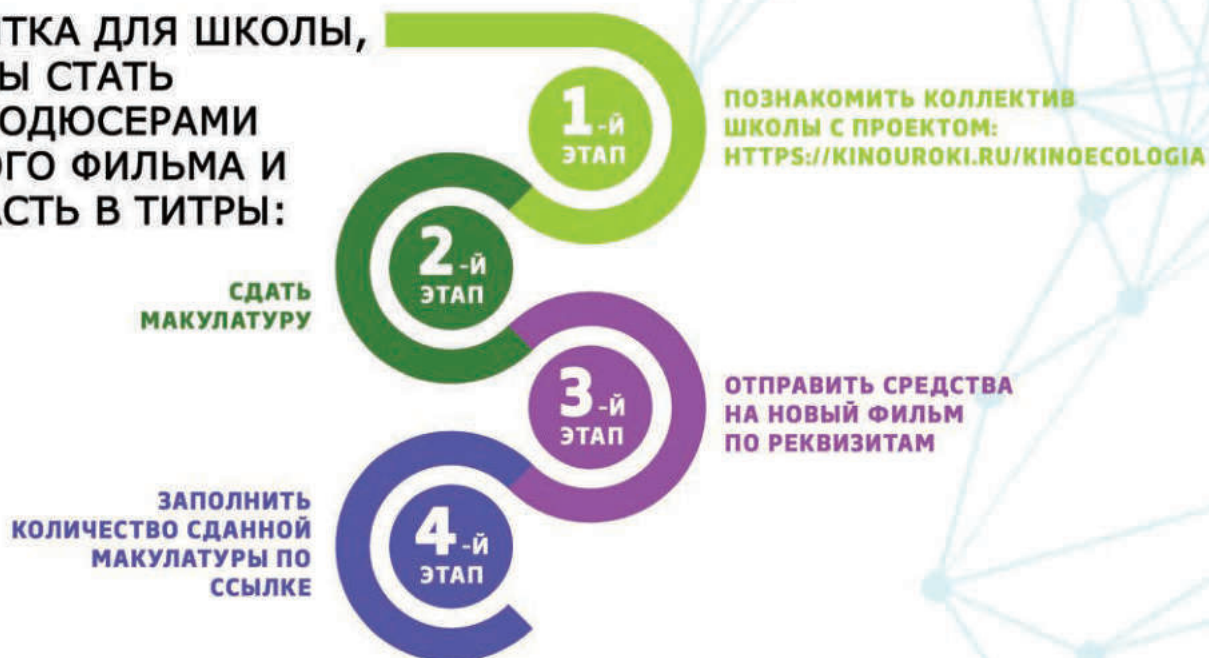 ТКА ДЛЯ ШКОЛЫ,
Ы СТАТЬ
ОДЮСЕРАМИ
ОГО ФИЛЬМА И
АСТЬ В ТИТРЫ:
1-й
ЭТАП
ПОЗНАКОМИТЬ КОЛЛЕКТИВ
ШКОЛЫ С ПРОЕКТОМ:
HTTPS://KINOUROKI.RU/KINOECOLOGIA
2-й
ЭТАП
СДАТЬ
МАКУЛАТУРУ
3-й
ЭТАП
ОТПРАВИТЬ СРЕДСТВА
НА НОВЫЙ ФИЛЬМ
ПО РЕКВИЗИТАМ
4-й
ЭТАП
ЗАПОЛНИТЬ
КОЛИЧЕСТВО СДАННОЙ
МАКУЛАТУРЫ ПО
ССЫЛКЕ